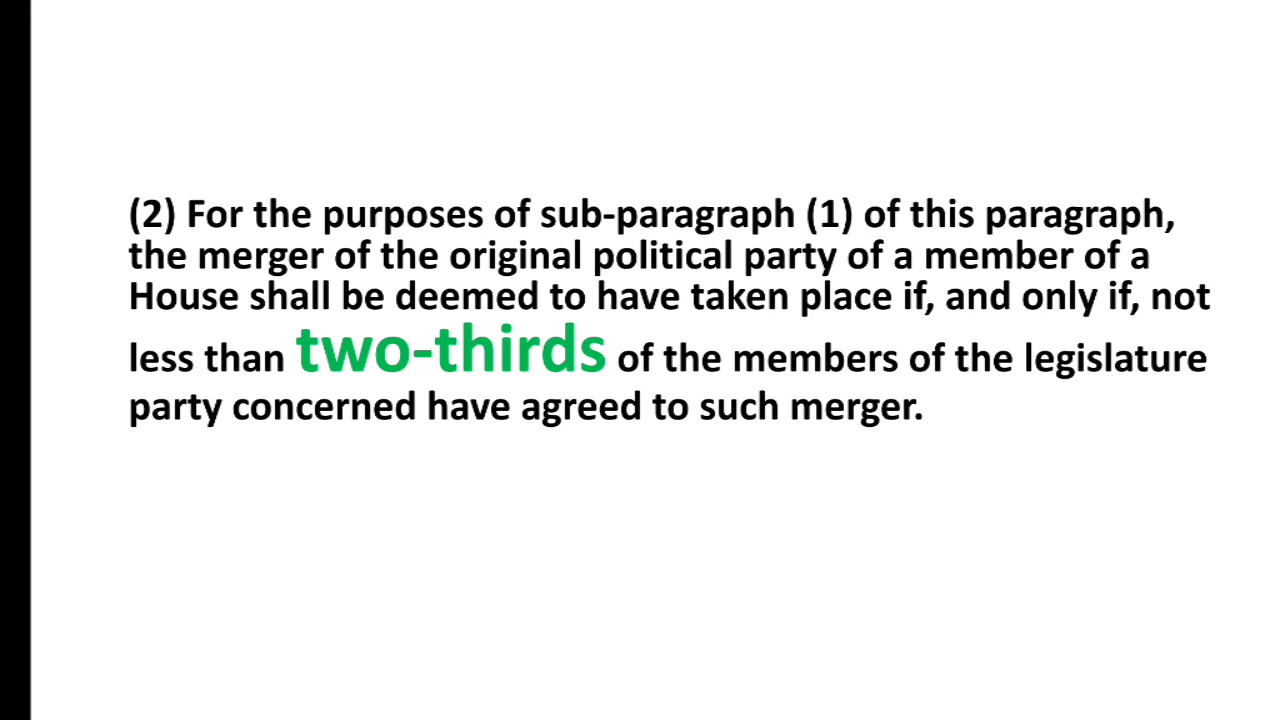 (2) For the purposes of sub-paragraph (1) of this paragraph,
the merger of the original political party of a member of a
House shall be deemed to have taken place if, and only if, not
less than two-thirds of the members of the legislature
party concerned have agreed to such merger.